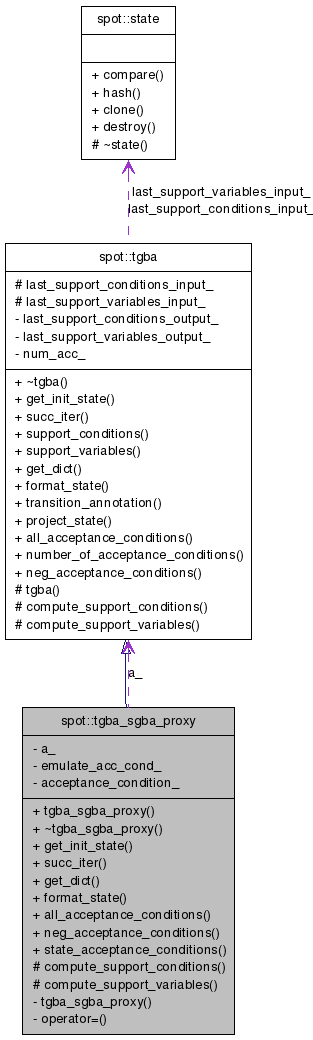 spot::state
+ compare()
+ hash()
+ clone()
+ destroy()
# ~state()
last_support_variables_input_
last_support_conditions_input_
spot::tgba
# last_support_conditions_input_
# last_support_variables_input_
- last_support_conditions_output_
- last_support_variables_output_
- num_acc_
+ ~tgba()
+ get_init_state()
+ succ_iter()
+ support_conditions()
+ support_variables()
+ get_dict()
+ format_state()
+ transition_annotation()
+ project_state()
+ all_acceptance_conditions()
+ number_of_acceptance_conditions()
+ neg_acceptance_conditions()
# tgba()
# compute_support_conditions()
# compute_support_variables()
a_
spot::tgba_sgba_proxy
- a_
- emulate_acc_cond_
- acceptance_condition_
+ tgba_sgba_proxy()
+ ~tgba_sgba_proxy()
+ get_init_state()
+ succ_iter()
+ get_dict()
+ format_state()
+ all_acceptance_conditions()
+ neg_acceptance_conditions()
+ state_acceptance_conditions()
# compute_support_conditions()
# compute_support_variables()
- tgba_sgba_proxy()
- operator=()